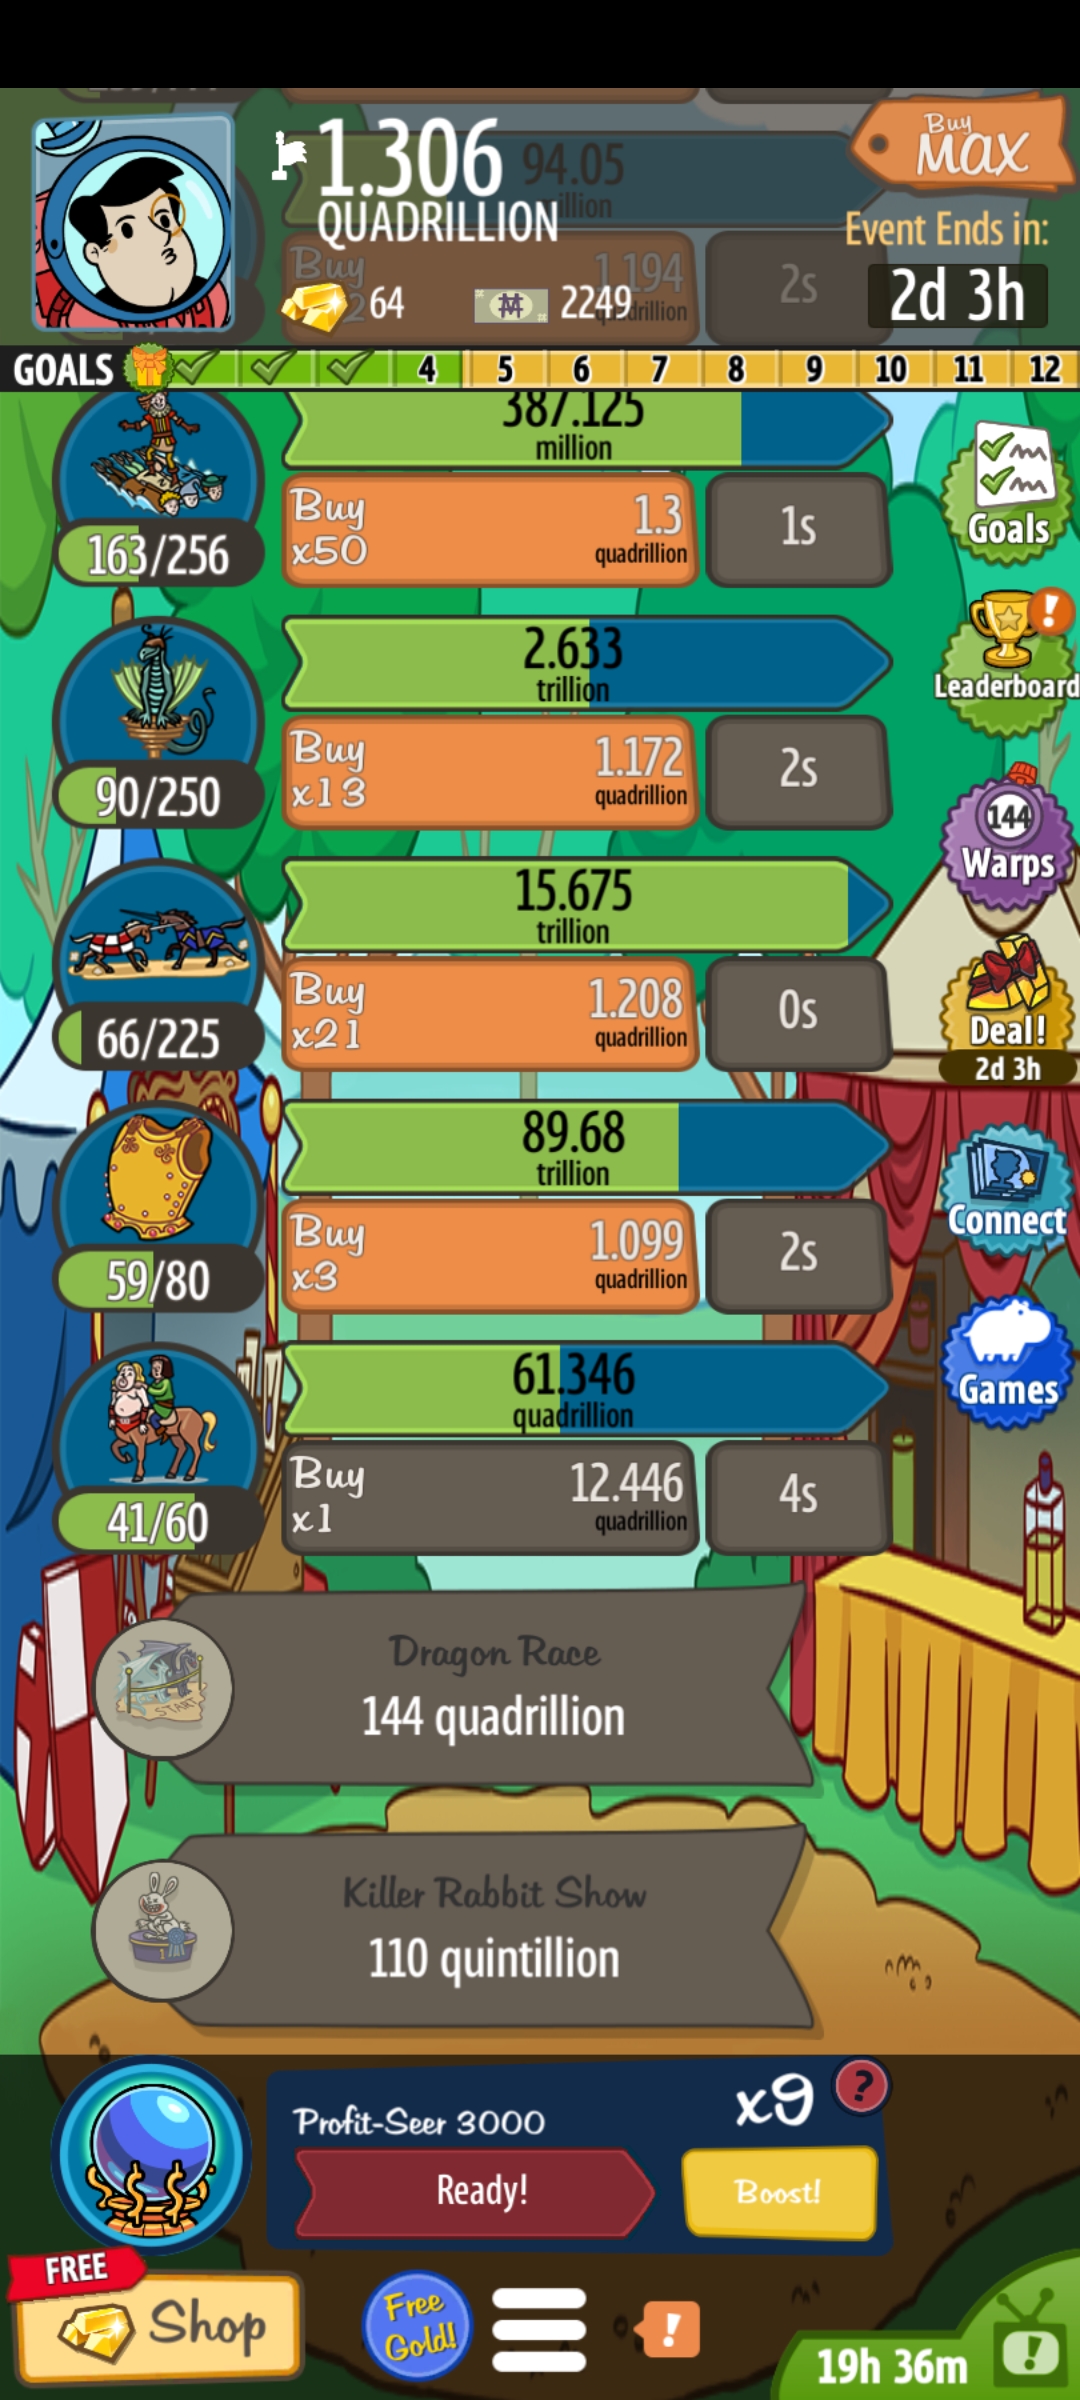 1.306
QUADRILLION
94.05
Buy
MAX
Event Ends in:
2d 3h
64
2249
Buy
1.194
quadrillion
2s
GOALS
4 5 6 7 8 9 10 11 12
387.125
million
163/256
Buy
x50
1.3
quadrillion
1s
Goals
2.633
trillion
90/250
Buy
x13
1.172
quadrillion
2s
Leaderboard
144
Warps
15.675
trillion
66/225
Buy
x21
1.208
quadrillion
0s
Deal!
2d 3h
89.68
trillion
59/80
Buy
x3
1.099
quadrillion
2s
Connect
61.346
quadrillion
41/60
Buy
x1
12.446
quadrillion
4s
Games
Dragon Race
144 quadrillion
START
Killer Rabbit Show
110 quintillion
1
Profit-Seer 3000
x9
?
Ready!
Boost!
FREE
Shop
Free
Gold!
!
19h 36m
!